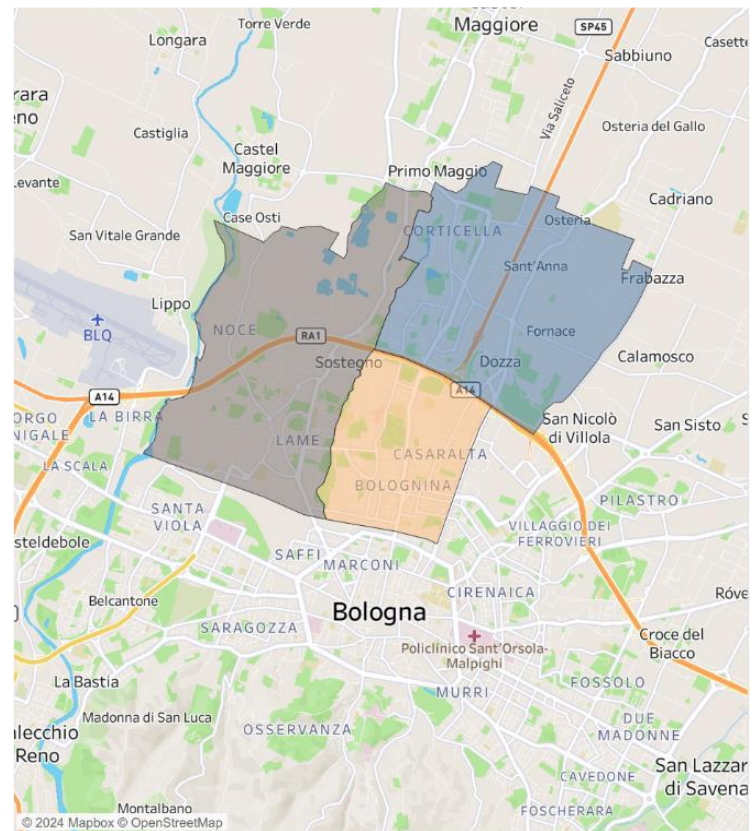 Torre Verde
Maggiore
SP45
Longara
Sabbiuno
Casette
rara
eno
Via Saliceto
Castiglia
Osteria del Gallo
Castel
Maggiore
Primo Maggio
Levante
Cadriano
Case Osti
Osteria
San Vitale Grande
CORTICELLA
Sant'Anna
Frabazza
Lippo
BLQ
NOCE
RA1
Fornace
Sostegno
Dozza
Calamosco
A14
A14
ORGO
NIGALE
LA BIRRA
San Nicolò
di Villola
San Sisto
S
LAME
CASARALTA
LA SCALA
BOLOGNINA
PILASTRO
SANTA
VIOLA
VILLAGGIO DEI
FERROVIERI
steldebole
SAFFI
MARCONI
Belcantone
CIRENAICA
Róve
Bologna
SARAGOZZA
Policlinico Sant'Orsola-
Malpighi
Croce del
Biacco
La Bastia
MURRI
FOSSOLO
Madonna di San Luca
OSSERVANZA
DUE
MADONNE
alecchio
Reno
San Lazzar
di Savena
CAVEDONE
Montalbano
FOSCHERARA
© 2024 Mapbox © OpenStreetMap